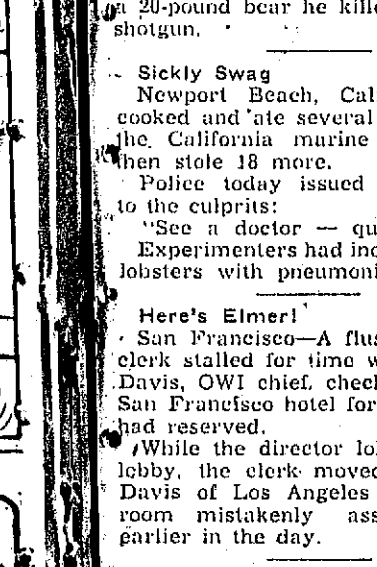 a 20-pound bear he kille
shotgun.
Sickly Swag
Newport Beach, Cal
cooked and ate several
the California marine
then stole 18 more.
Police today issued
to the culprits:
"See a doctor — qu
Experimenters had ino
lobsters with pneumoni
Here's Elmer!
San Francisco—A flus
clerk stalled for time w
Davis, OWI chief, check
San Francisco hotel for
had reserved.
While the director lol
lobby, the clerk moved
Davis of Los Angeles
room mistakenly ass
earlier in the day.